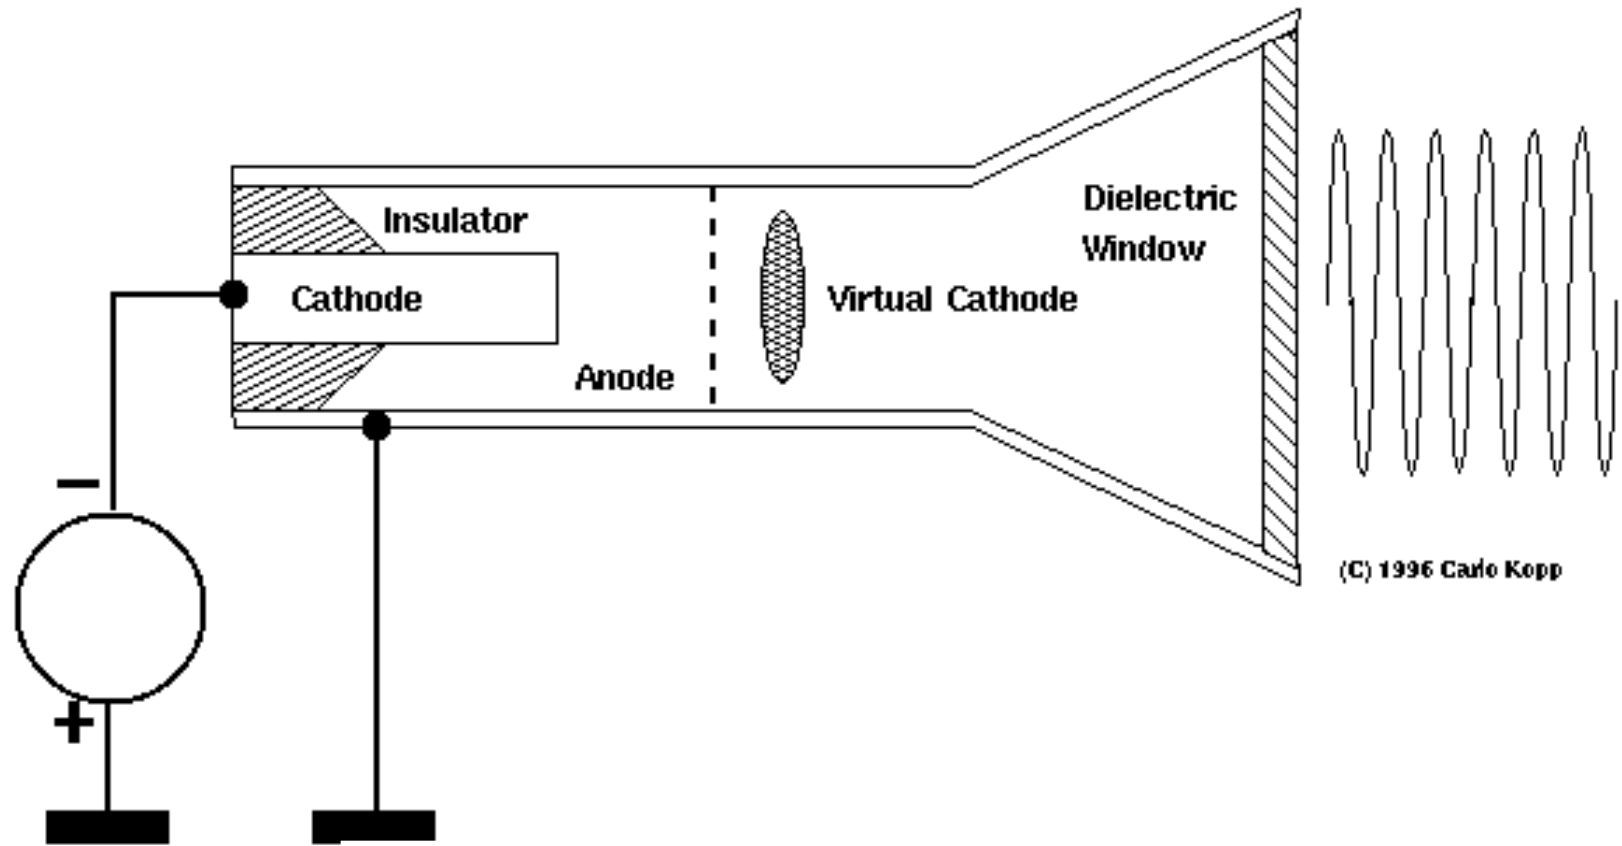 Insulator
Cathode
Anode
Virtual Cathode
Dielectric
Window
−
+
(C) 1996 Carlo Kopp